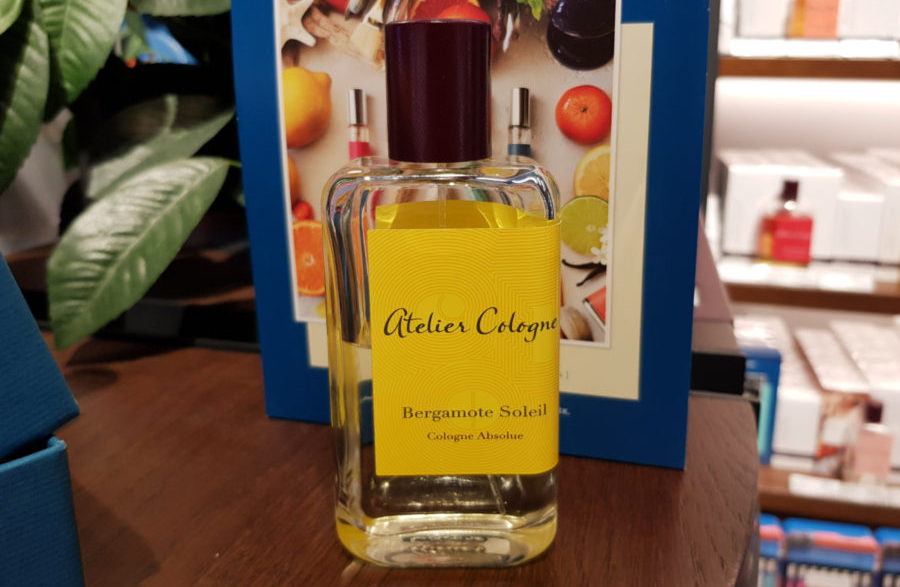 Atelier Cologne
Bergamote Soleil
Cologne Absolue